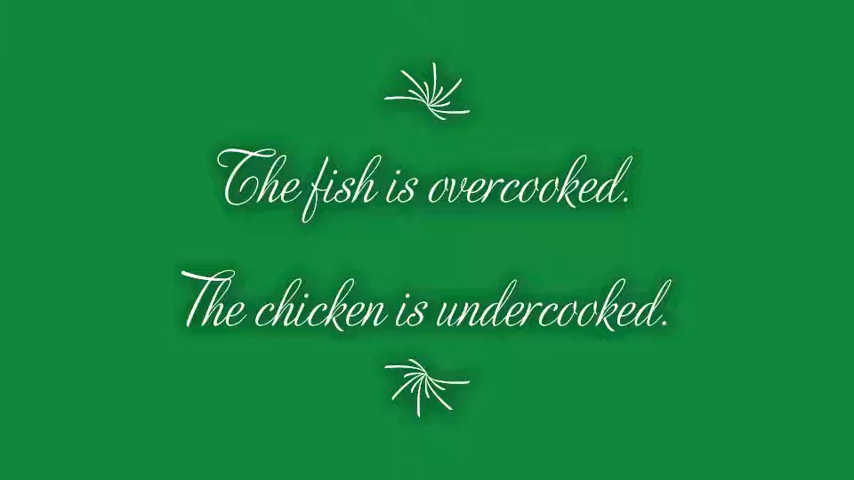 The fish is overcooked.
The chicken is undercooked.